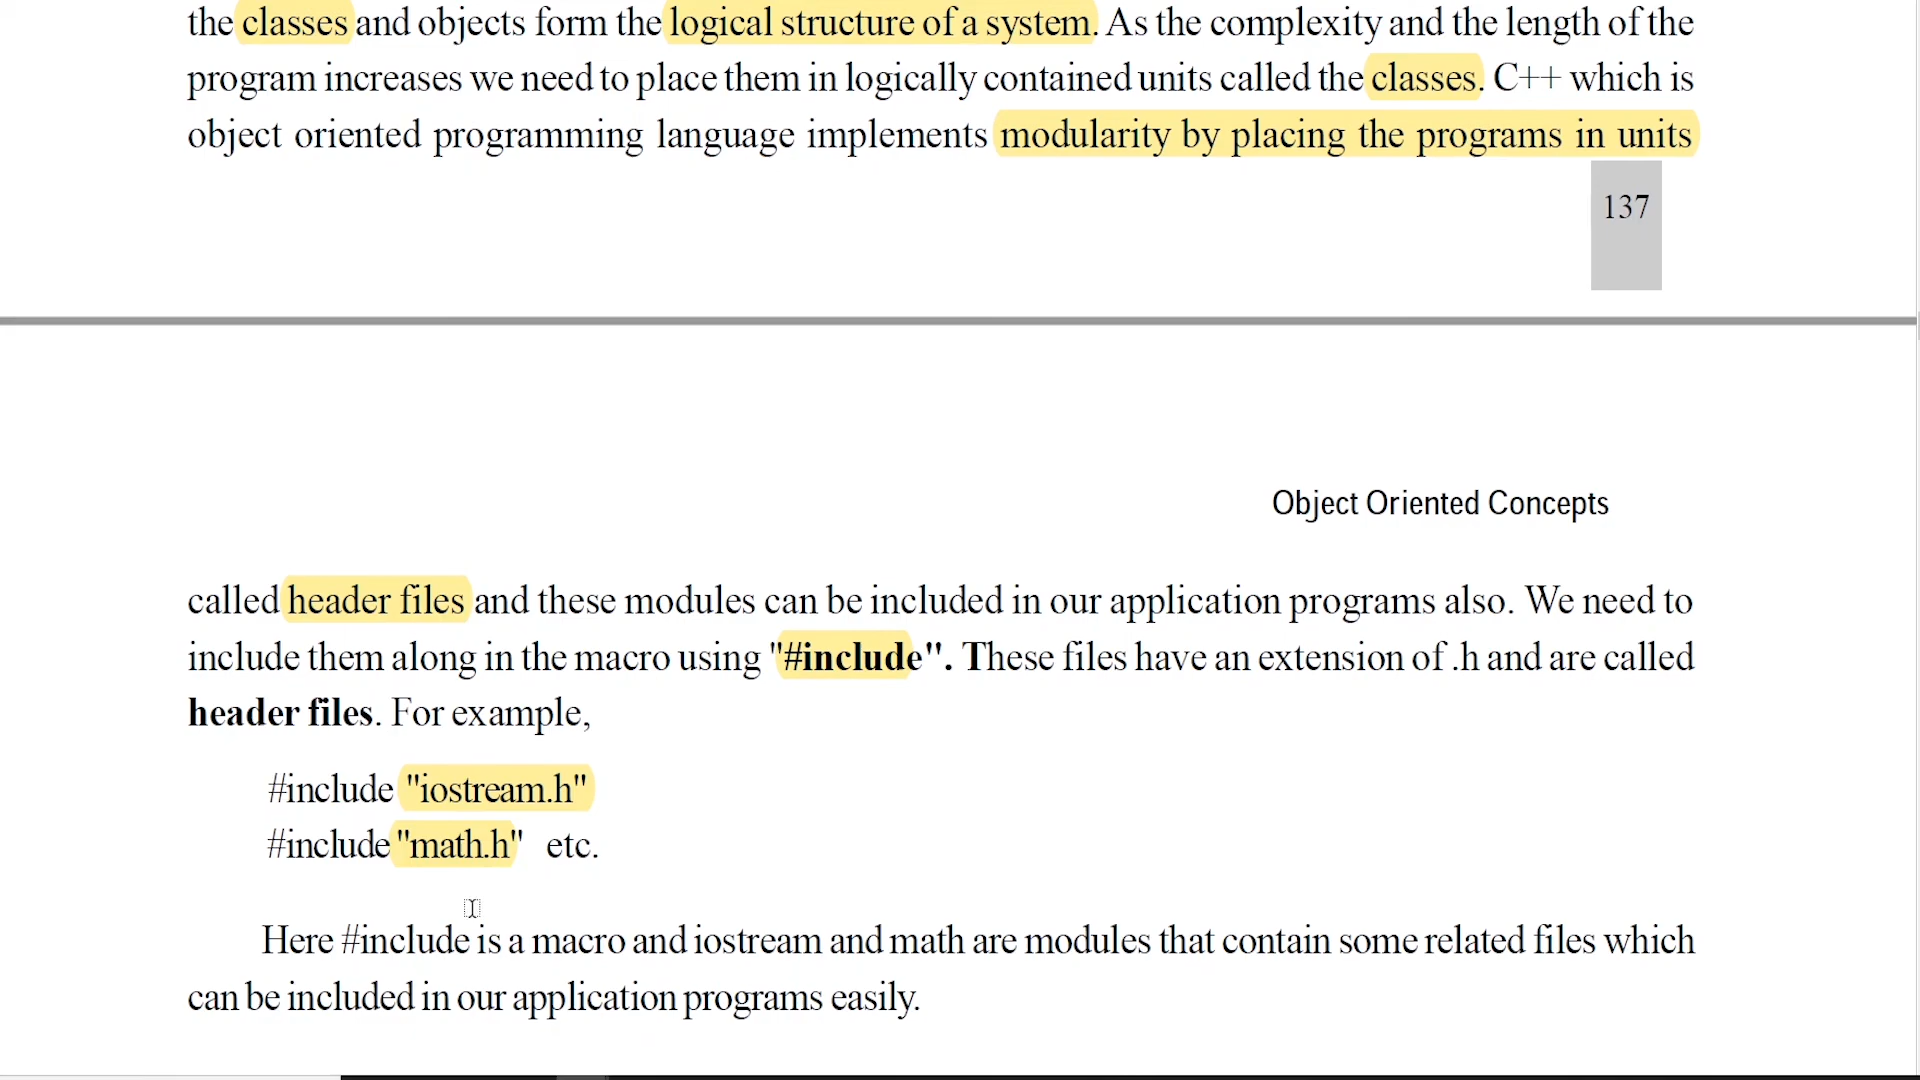 the classes and objects form the logical structure of a system. As the complexity and the length of the
program increases we need to place them in logically contained units called the classes. C++ which is
object oriented programming language implements modularity by placing the programs in units
137
Object Oriented Concepts
called header files and these modules can be included in our application programs also. We need to
include them along in the macro using "#include". These files have an extension of .h and are called
header files. For example,
#include "iostream.h"
#include "math.h" etc.
Here #include is a macro and iostream and math are modules that contain some related files which
can be included in our application programs easily.